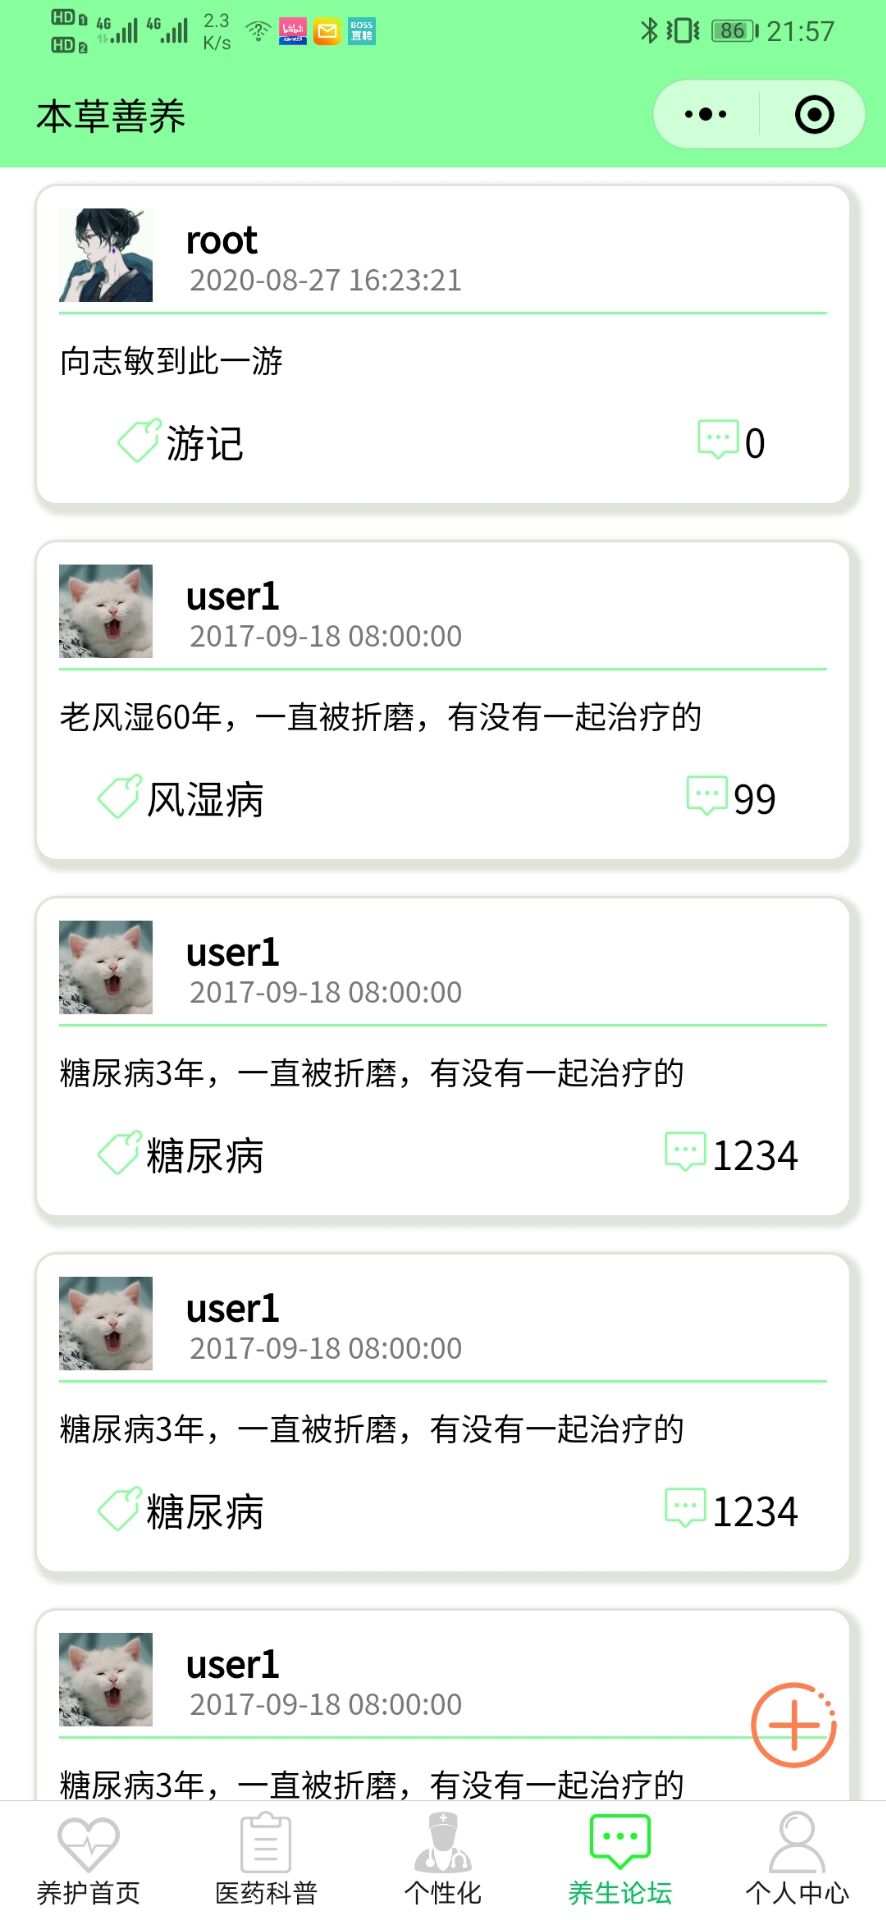 HD 1 4G 4G 2.3 K/s BOSS直聘 86 21:57
HD 2
本草善养
root
2020-08-27 16:23:21
向志敏到此一游
游记 0
user1
2017-09-18 08:00:00
老风湿60年，一直被折磨，有没有一起治疗的
风湿病 99
user1
2017-09-18 08:00:00
糖尿病3年，一直被折磨，有没有一起治疗的
糖尿病 1234
user1
2017-09-18 08:00:00
糖尿病3年，一直被折磨，有没有一起治疗的
糖尿病 1234
user1
2017-09-18 08:00:00
糖尿病3年，一直被折磨，有没有一起治疗的
养护首页 医药科普 个性化 养生论坛 个人中心